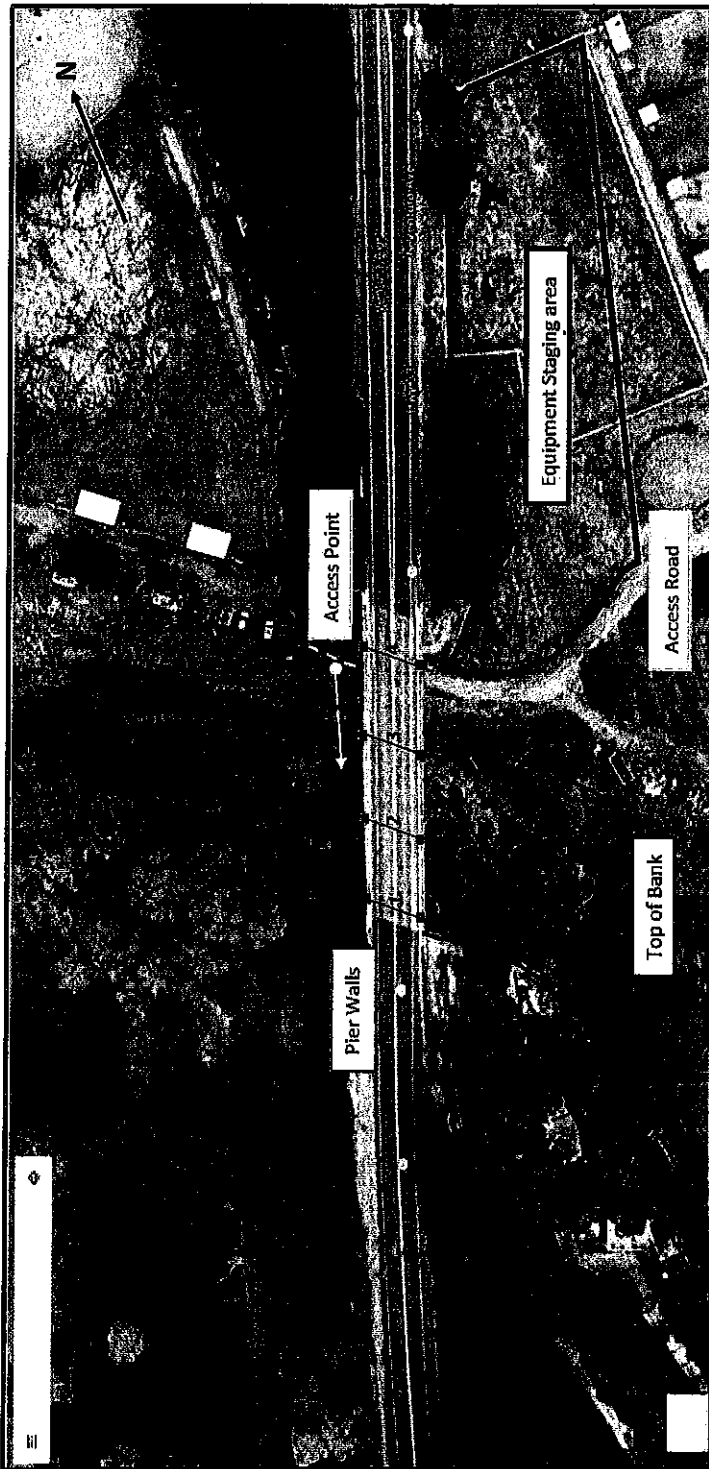 N
Access Point
Pier Walls
Equipment Staging area
Access Road
Top of Bank